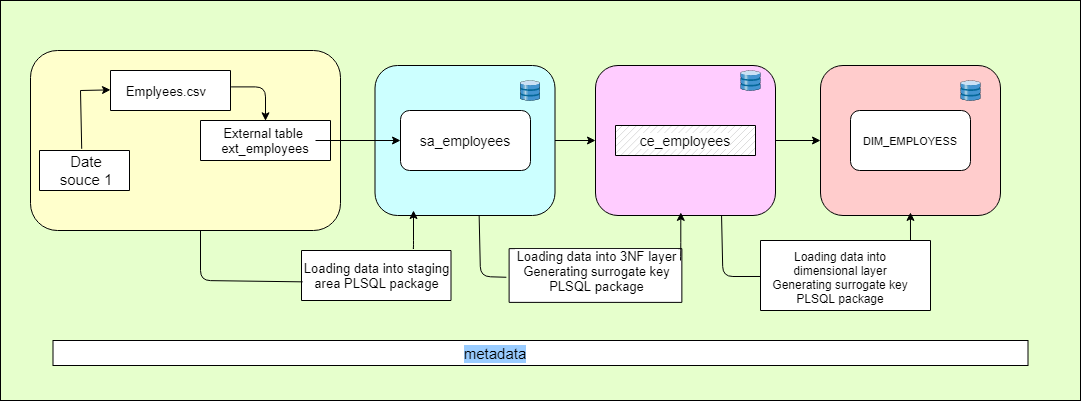 Emplyees.csv
External table
ext_employees
Date
souce 1
sa_employees
ce_employees
DIM_EMPLOYESS
Loading data into staging
area PLSQL package
Loading data into 3NF layer
Generating surrogate key
PLSQL package
Loading data into
dimensional layer
Generating surrogate key
PLSQL package
metadata